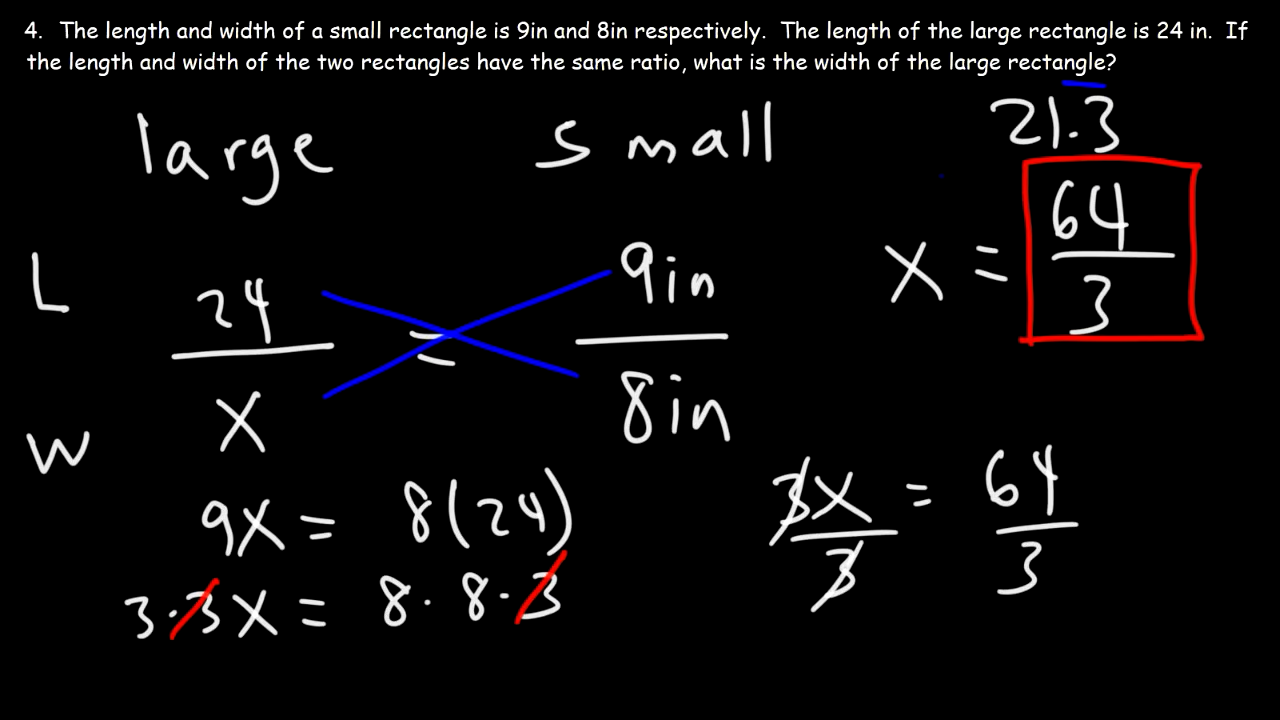 4. The length and width of a small rectangle is 9in and 8in respectively. The length of the large rectangle is 24 in. If
the length and width of the two rectangles have the same ratio, what is the width of the large rectangle?
large small
L 24/x = 9in/8in
W
9x = 8(24)
3·3x = 8·8·3
3x/3 = 64/3
21.3̅
x = 64/3